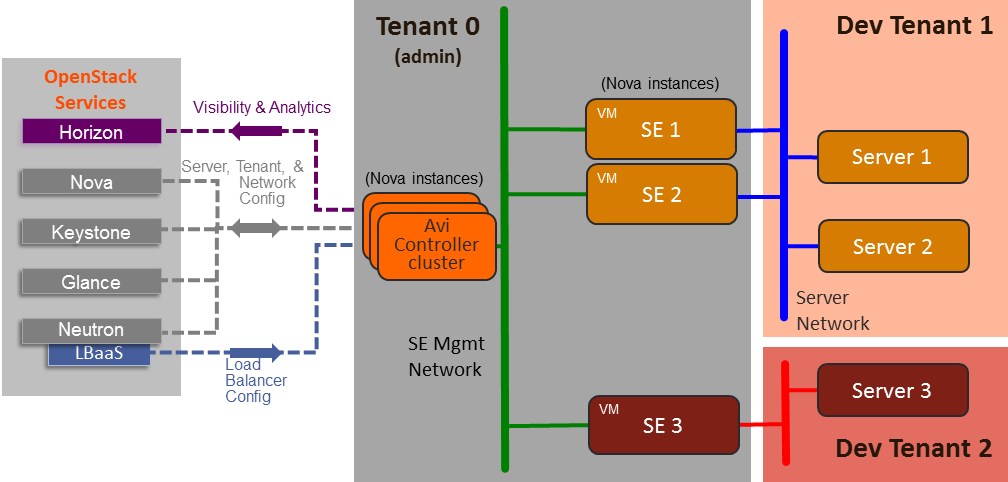 OpenStack
Services
Horizon
Nova
Keystone
Glance
Neutron
LBaaS
Visibility & Analytics
Server, Tenant, &
Network
Config
Load
Balancer
Config
Tenant 0
(admin)
(Nova instances)
Avi
Controller
cluster
SE Mgmt
Network
(Nova instances)
VM
SE 1
VM
SE 2
VM
SE 3
Dev Tenant 1
Server 1
Server 2
Server
Network
Server 3
Dev Tenant 2